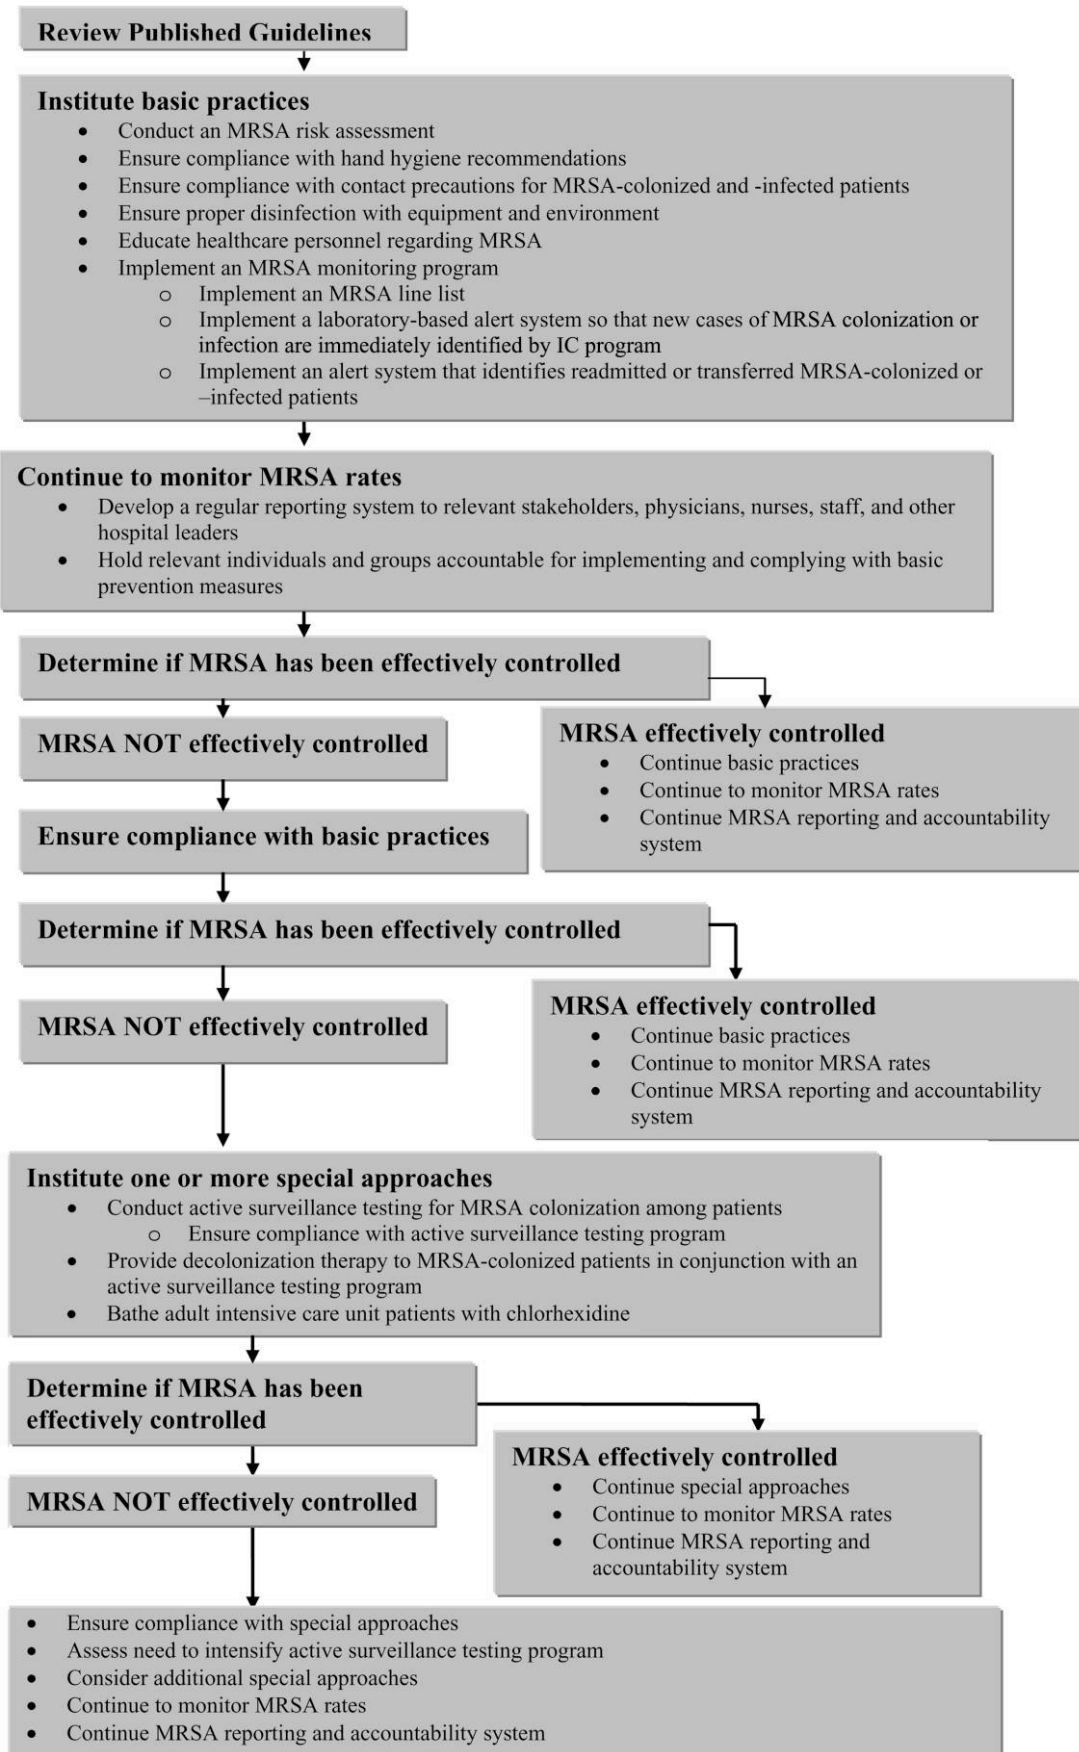 Review Published Guidelines
Institute basic practices
• Conduct an MRSA risk assessment
• Ensure compliance with hand hygiene recommendations
• Ensure compliance with contact precautions for MRSA-colonized and -infected patients
• Ensure proper disinfection with equipment and environment
• Educate healthcare personnel regarding MRSA
• Implement an MRSA monitoring program
o Implement an MRSA line list
o Implement a laboratory-based alert system so that new cases of MRSA colonization or
infection are immediately identified by IC program
o Implement an alert system that identifies readmitted or transferred MRSA-colonized or
–infected patients
Continue to monitor MRSA rates
• Develop a regular reporting system to relevant stakeholders, physicians, nurses, staff, and other
hospital leaders
• Hold relevant individuals and groups accountable for implementing and complying with basic
prevention measures
Determine if MRSA has been effectively controlled
MRSA NOT effectively controlled
MRSA effectively controlled
• Continue basic practices
• Continue to monitor MRSA rates
• Continue MRSA reporting and accountability
system
Ensure compliance with basic practices
Determine if MRSA has been effectively controlled
MRSA NOT effectively controlled
MRSA effectively controlled
• Continue basic practices
• Continue to monitor MRSA rates
• Continue MRSA reporting and accountability
system
Institute one or more special approaches
• Conduct active surveillance testing for MRSA colonization among patients
o Ensure compliance with active surveillance testing program
• Provide decolonization therapy to MRSA-colonized patients in conjunction with an
active surveillance testing program
• Bathe adult intensive care unit patients with chlorhexidine
Determine if MRSA has been
effectively controlled
MRSA NOT effectively controlled
MRSA effectively controlled
• Continue special approaches
• Continue to monitor MRSA rates
• Continue MRSA reporting and
accountability system
• Ensure compliance with special approaches
• Assess need to intensify active surveillance testing program
• Consider additional special approaches
• Continue to monitor MRSA rates
• Continue MRSA reporting and accountability system